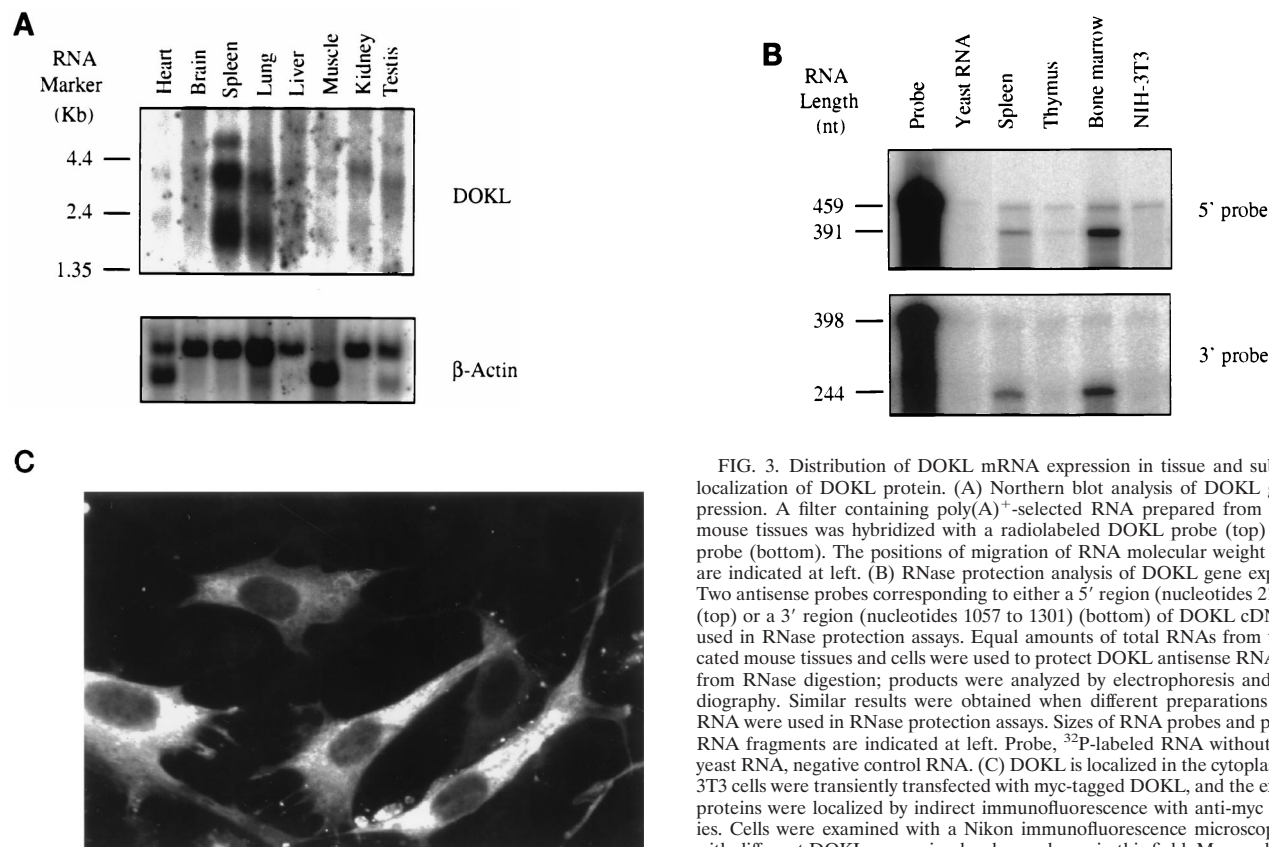 A
RNA
Marker
(Kb)
Heart
Brain
Spleen
Lung
Liver
Muscle
Kidney
Testis
4.4
2.4
1.35
DOKL
β-Actin
B
RNA
Length
(nt)
Probe
Yeast RNA
Spleen
Thymus
Bone marrow
NIH-3T3
459
391
5' probe
398
244
3' probe
C
FIG. 3. Distribution of DOKL mRNA expression in tissue and su
localization of DOKL protein. (A) Northern blot analysis of DOKL
pression. A filter containing poly(A)+-selected RNA prepared from
mouse tissues was hybridized with a radiolabeled DOKL probe (top)
probe (bottom). The positions of migration of RNA molecular weight
are indicated at left. (B) RNase protection analysis of DOKL gene exp
Two antisense probes corresponding to either a 5′ region (nucleotides 2
(top) or a 3′ region (nucleotides 1057 to 1301) (bottom) of DOKL cDN
used in RNase protection assays. Equal amounts of total RNAs from
cated mouse tissues and cells were used to protect DOKL antisense RNA
from RNase digestion; products were analyzed by electrophoresis and
diography. Similar results were obtained when different preparations
RNA were used in RNase protection assays. Sizes of RNA probes and p
RNA fragments are indicated at left. Probe, 32P-labeled RNA without
yeast RNA, negative control RNA. (C) DOKL is localized in the cytopla
3T3 cells were transiently transfected with myc-tagged DOKL, and the e
proteins were localized by indirect immunofluorescence with anti-myc
ies. Cells were examined with a Nikon immunofluorescence microscop